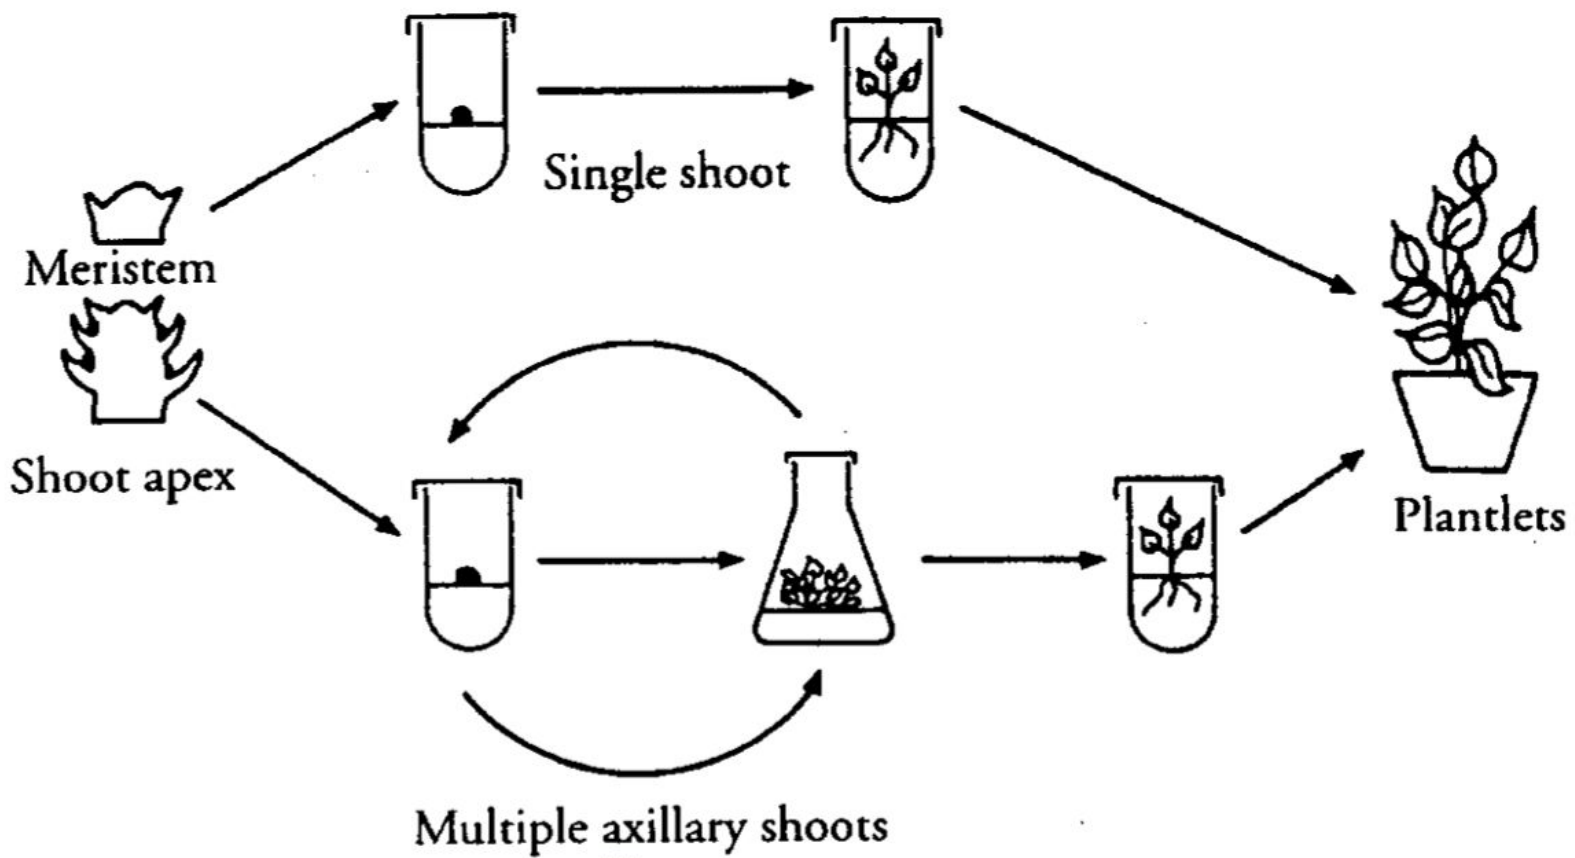 Single shoot
Meristem
Shoot apex
Plantlets
Multiple axillary shoots